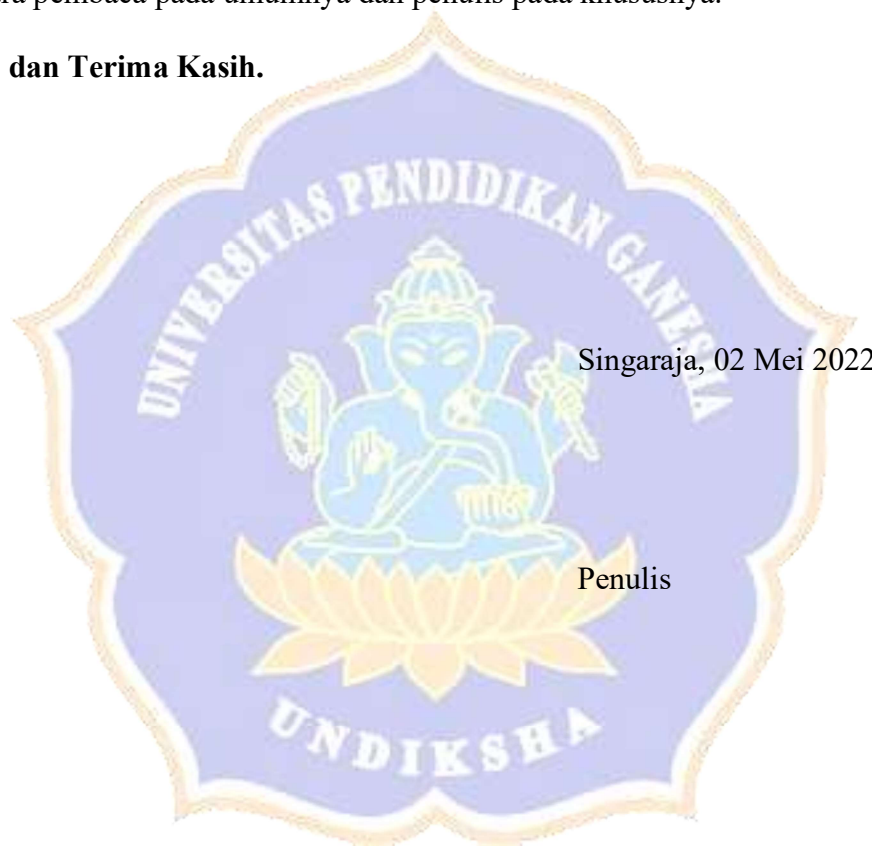 pembaca pada umumnya dan penulis pada khususnya.
dan Terima Kasih.
UNIVERSITAS PENDIDIKAN GANESHA
Singaraja, 02 Mei 2022
Penulis
UNDIKSHA